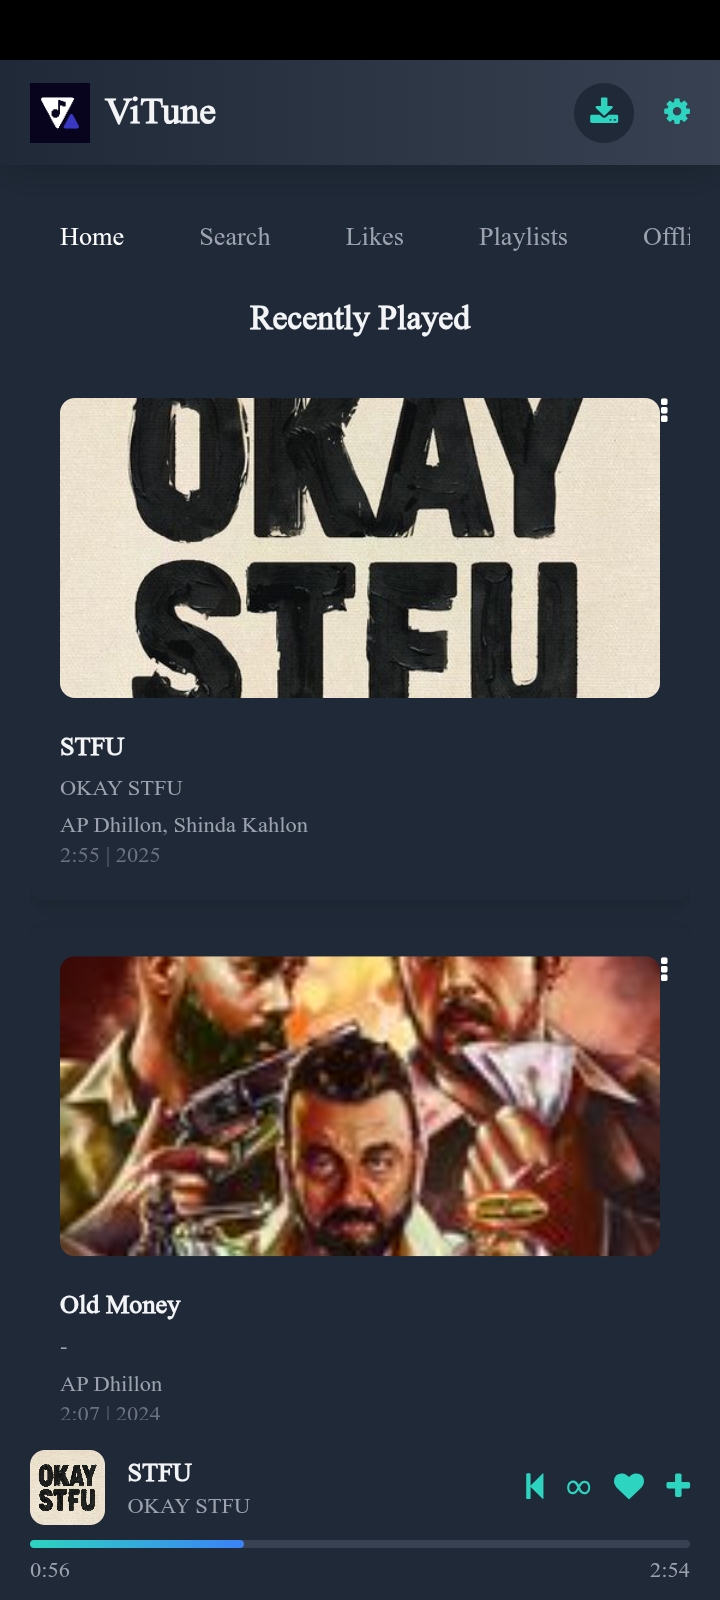 ViTune
Home Search Likes Playlists Offli
Recently Played
OKAY
STFU
STFU
OKAY STFU
AP Dhillon, Shinda Kahlon
2:55 | 2025
Old Money
-
AP Dhillon
2:07 | 2024
OKAY
STFU
STFU
OKAY STFU
∞
0:56 2:54